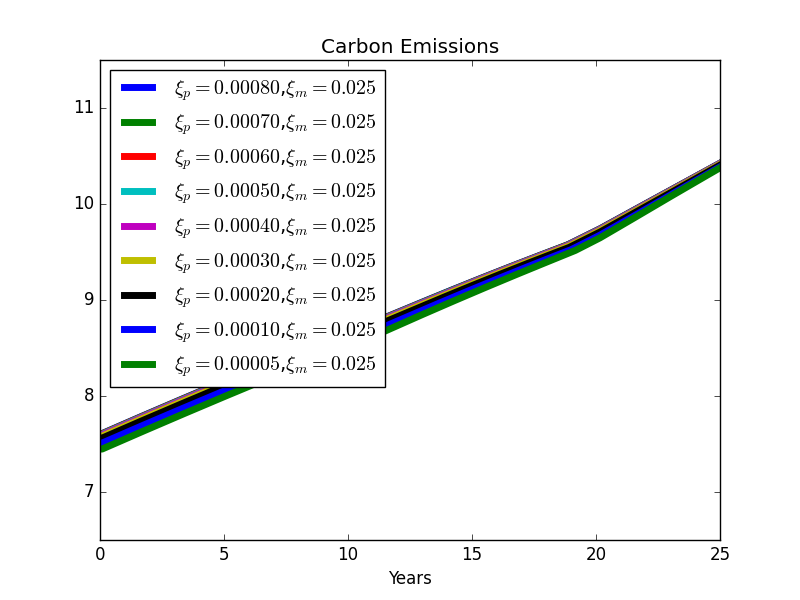 Carbon Emissions
11
10
9
8
7
ξₚ = 0.00080,ξₘ = 0.025
ξₚ = 0.00070,ξₘ = 0.025
ξₚ = 0.00060,ξₘ = 0.025
ξₚ = 0.00050,ξₘ = 0.025
ξₚ = 0.00040,ξₘ = 0.025
ξₚ = 0.00030,ξₘ = 0.025
ξₚ = 0.00020,ξₘ = 0.025
ξₚ = 0.00010,ξₘ = 0.025
ξₚ = 0.00005,ξₘ = 0.025
0 5 10 15 20 25
Years